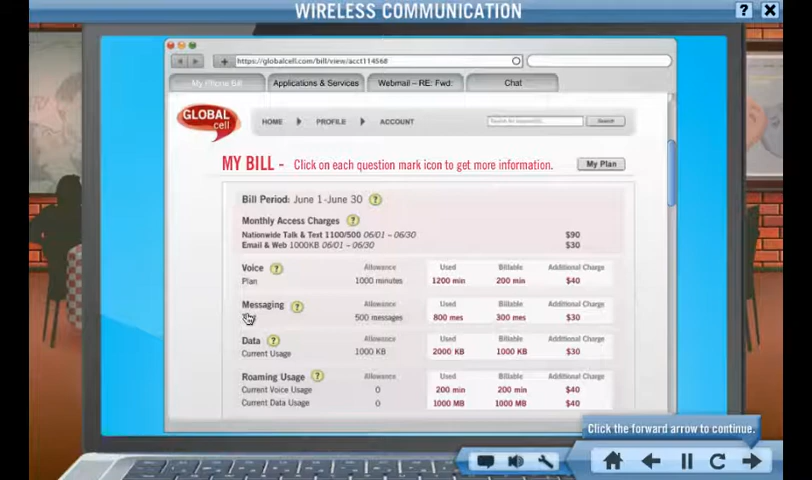 WIRELESS COMMUNICATION
? X
https://globalcell.com/bill/view/acct114568
My Phone Bill Applications & Services Webmail – RE: Fwd: Chat
GLOBAL cell
HOME PROFILE ACCOUNT Search
MY BILL - Click on each question mark icon to get more information. My Plan
Bill Period: June 1-June 30 ?
Monthly Access Charges ?
Nationwide Talk & Text 1100/500 06/01 – 06/30 $90
Email & Web 1000KB 06/01 – 06/30 $30
Voice ? Allowance Used Billable Additional Charge
Plan 1000 minutes 1200 min 200 min $40
Messaging ? Allowance Used Billable Additional Charge
500 messages 800 mes 300 mes $30
Data ? Allowance Used Billable Additional Charge
Current Usage 1000 KB 2000 KB 1000 KB $30
Roaming Usage ? Allowance Used Billable Additional Charge
Current Voice Usage 0 200 min 200 min $40
Current Data Usage 0 1000 MB 1000 MB $40
Click the forward arrow to continue.